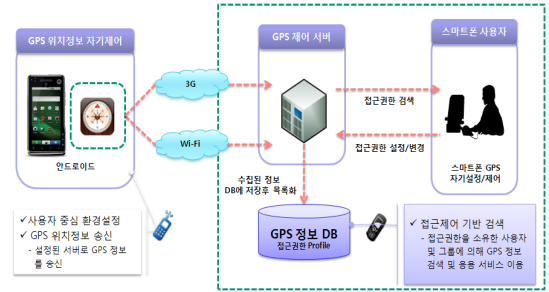 GPS 위치정보 자기제어
안드로이드
3G
Wi-Fi
GPS 제어 서버
스마트폰 사용자
접근권한 검색
접근권한 설정/변경
스마트폰 GPS
자기설정/제어
수집된 정보
DB에 저장후 목록화
GPS 정보 DB
접근권한 Profile
✓ 사용자 중심 환경설정
✓ GPS 위치정보 송신
- 설정된 서버로 GPS 정보
를 송신
✓ 접근제어 기반 검색
- 접근권한을 소유한 사용자
및 그룹에 의해 GPS 정보
검색 및 응용 서비스 이용